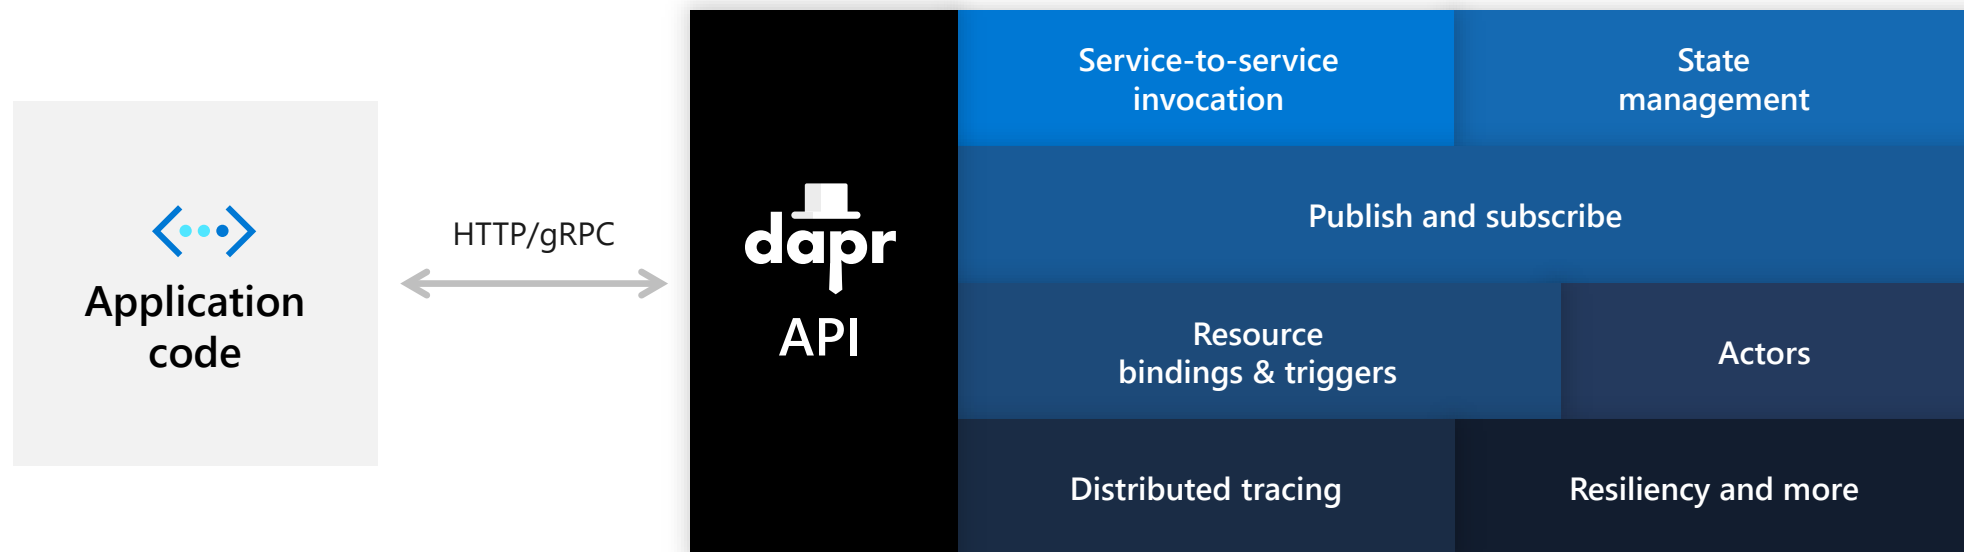 Application
code
HTTP/gRPC
dapr
API
Service-to-service
invocation
State
management
Publish and subscribe
Resource
bindings & triggers
Actors
Distributed tracing
Resiliency and more